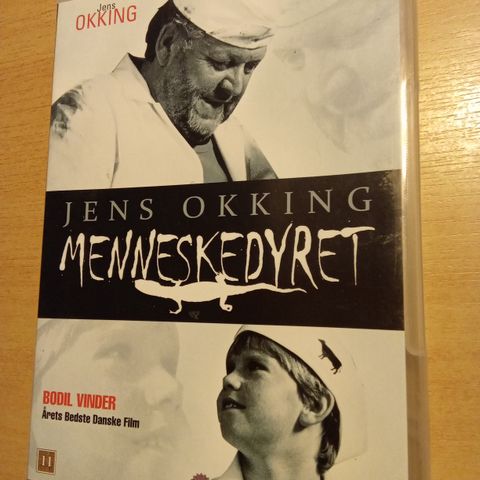 Jens
OKKING
JENS OKKING
MENNESKEDYRET
BODIL VINDER
Årets Bedste Danske Film
11